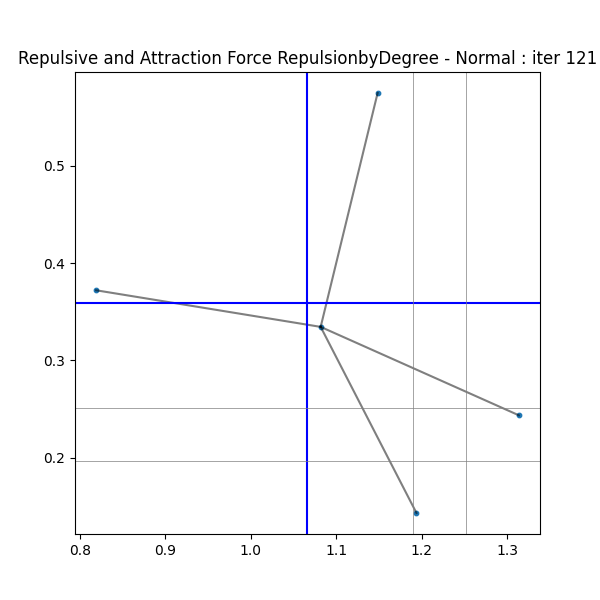 Repulsive and Attraction Force RepulsionbyDegree - Normal : iter 121
0.5
0.4
0.3
0.2
0.8 0.9 1.0 1.1 1.2 1.3